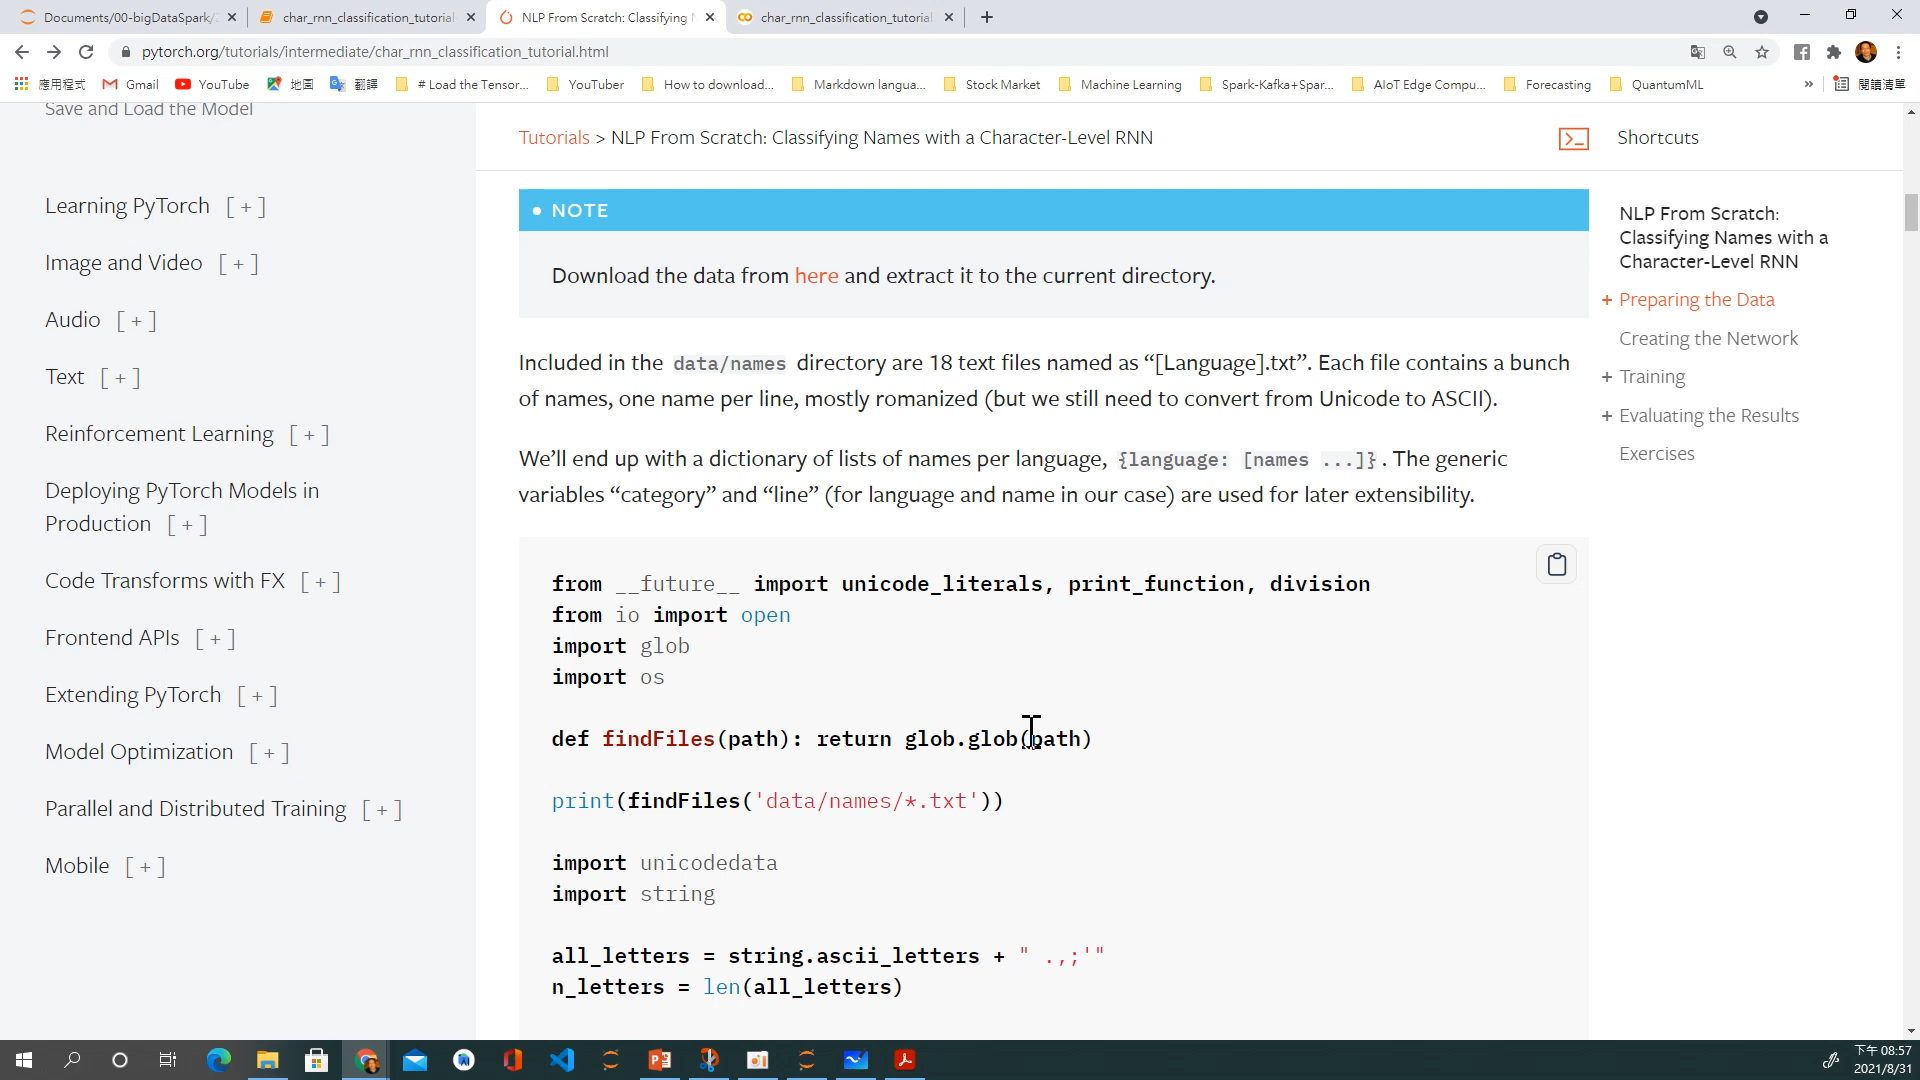 Documents/00-bigDataSpark/
char_rnn_classification_tutorial
NLP From Scratch: Classifying
char_rnn_classification_tutorial
pytorch.org/tutorials/intermediate/char_rnn_classification_tutorial.html
應用程式
Gmail
YouTube
地圖
翻譯
# Load the Tensor...
YouTuber
How to download...
Markdown langua...
Stock Market
Machine Learning
Spark-Kafka+Spar...
AIoT Edge Compu...
Forecasting
QuantumML
»
閱讀清單
Save and Load the Model
Learning PyTorch [ + ]
Image and Video [ + ]
Audio [ + ]
Text [ + ]
Reinforcement Learning [ + ]
Deploying PyTorch Models in
Production [ + ]
Code Transforms with FX [ + ]
Frontend APIs [ + ]
Extending PyTorch [ + ]
Model Optimization [ + ]
Parallel and Distributed Training [ + ]
Mobile [ + ]
Tutorials > NLP From Scratch: Classifying Names with a Character-Level RNN
Shortcuts
NOTE
Download the data from here and extract it to the current directory.
Included in the data/names directory are 18 text files named as “[Language].txt”. Each file contains a bunch
of names, one name per line, mostly romanized (but we still need to convert from Unicode to ASCII).
We’ll end up with a dictionary of lists of names per language, {language: [names ...]}. The generic
variables “category” and “line” (for language and name in our case) are used for later extensibility.
from __future__ import unicode_literals, print_function, division
from io import open
import glob
import os
def findFiles(path): return glob.glob(path)
print(findFiles('data/names/*.txt'))
import unicodedata
import string
all_letters = string.ascii_letters + " .,;'"
n_letters = len(all_letters)
NLP From Scratch:
Classifying Names with a
Character-Level RNN
+ Preparing the Data
Creating the Network
+ Training
+ Evaluating the Results
Exercises
下午 08:57
2021/8/31